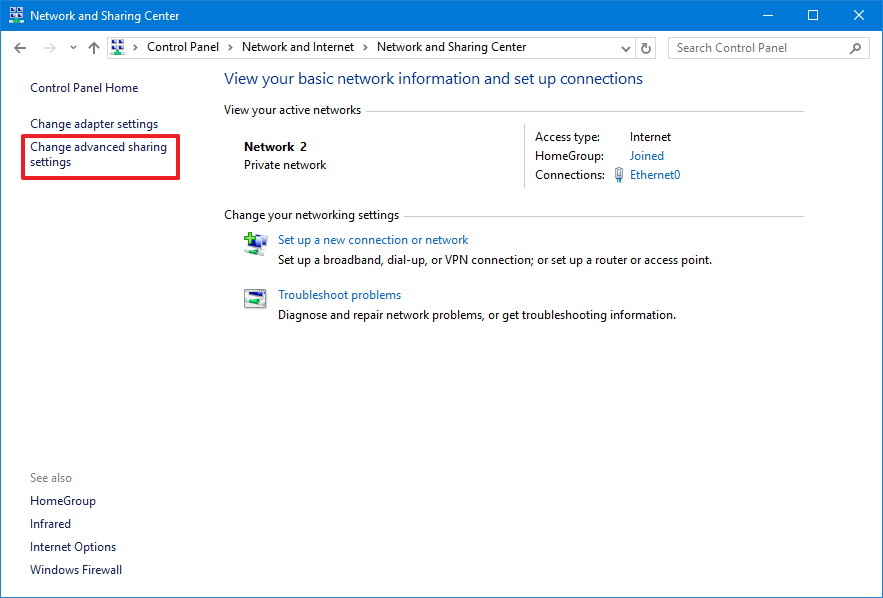 Network and Sharing Center
Control Panel > Network and Internet > Network and Sharing Center
Search Control Panel
Control Panel Home
Change adapter settings
Change advanced sharing
settings
View your basic network information and set up connections
View your active networks
Network 2
Private network
Access type: Internet
HomeGroup: Joined
Connections: Ethernet0
Change your networking settings
Set up a new connection or network
Set up a broadband, dial-up, or VPN connection; or set up a router or access point.
Troubleshoot problems
Diagnose and repair network problems, or get troubleshooting information.
See also
HomeGroup
Infrared
Internet Options
Windows Firewall